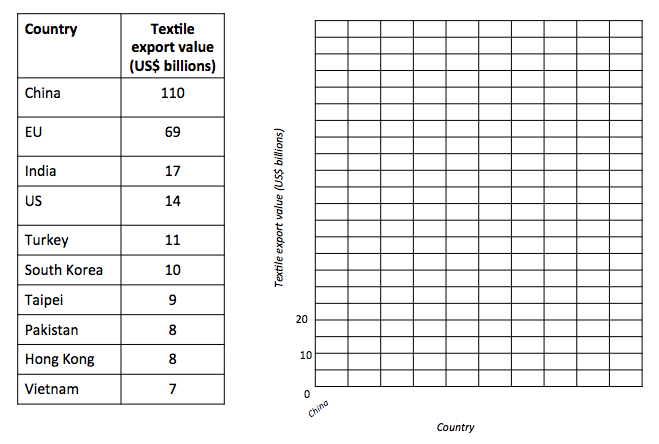 Country Textile
export value
(US$ billions)
China 110
EU 69
India 17
US 14
Turkey 11
South Korea 10
Taipei 9
Pakistan 8
Hong Kong 8
Vietnam 7
Textile export value (US$ billions)
20
10
0
China
Country